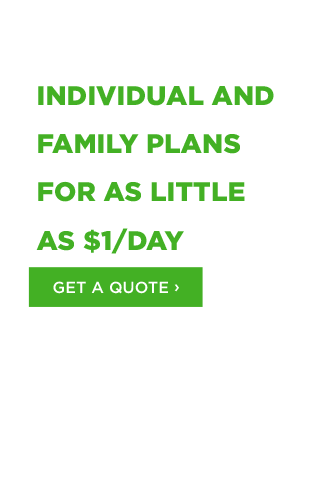 INDIVIDUAL AND
FAMILY PLANS
FOR AS LITTLE
AS $1/DAY
GET A QUOTE ›